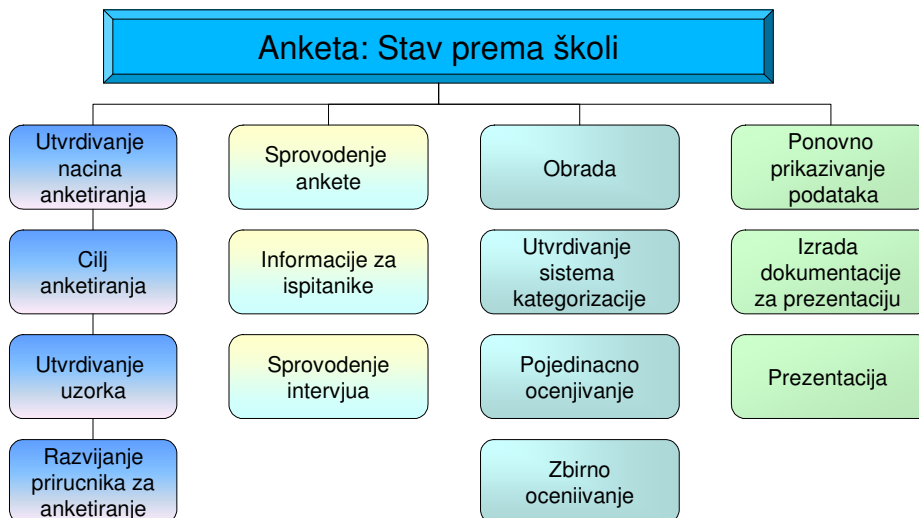 Anketa: Stav prema školi
Utvrdivanje
nacina
anketiranja
Cilj
anketiranja
Utvrdivanje
uzorka
Razvijanje
prirucnika za
anketiranje
Sprovodenje
ankete
Informacije za
ispitanike
Sprovodenje
intervjua
Obrada
Utvrdivanje
sistema
kategorizacije
Pojedinacno
ocenjivanje
Zbirno
ocenjivanje
Ponovno
prikazivanje
podataka
Izrada
dokumentacije
za prezentaciju
Prezentacija